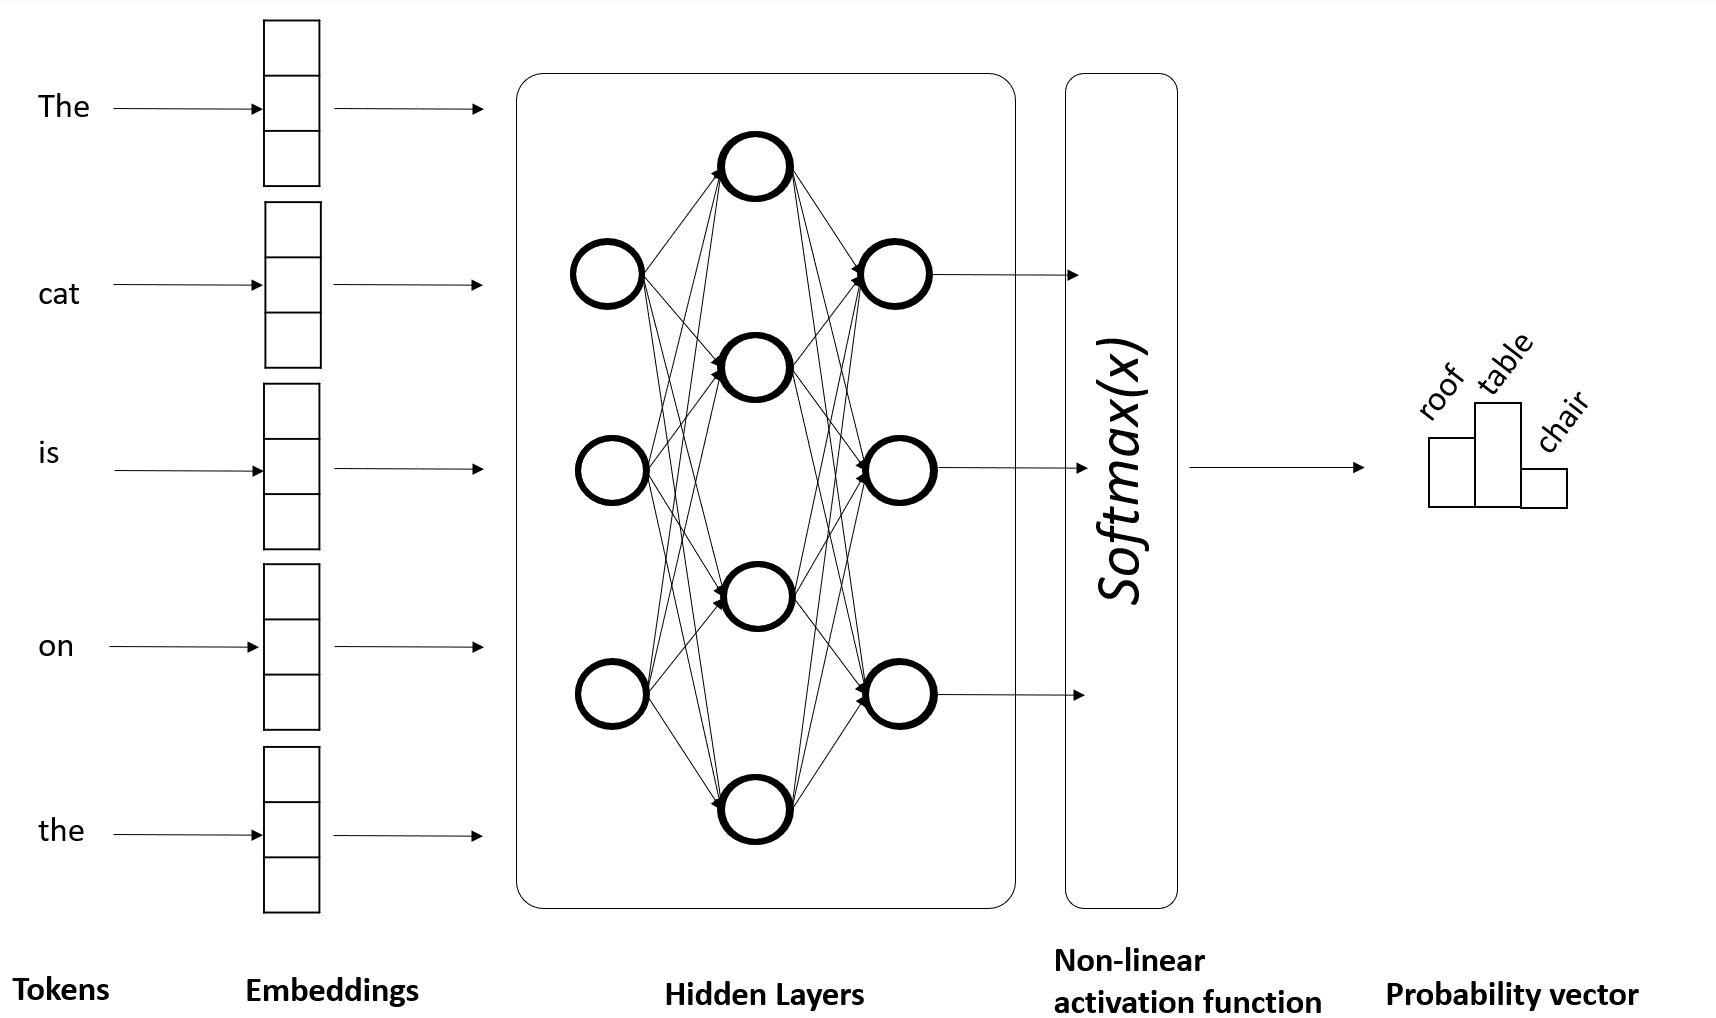 The
cat
is
on
the
Softmax(x)
roof
table
chair
Tokens
Embeddings
Hidden Layers
Non-linear
activation function
Probability vector